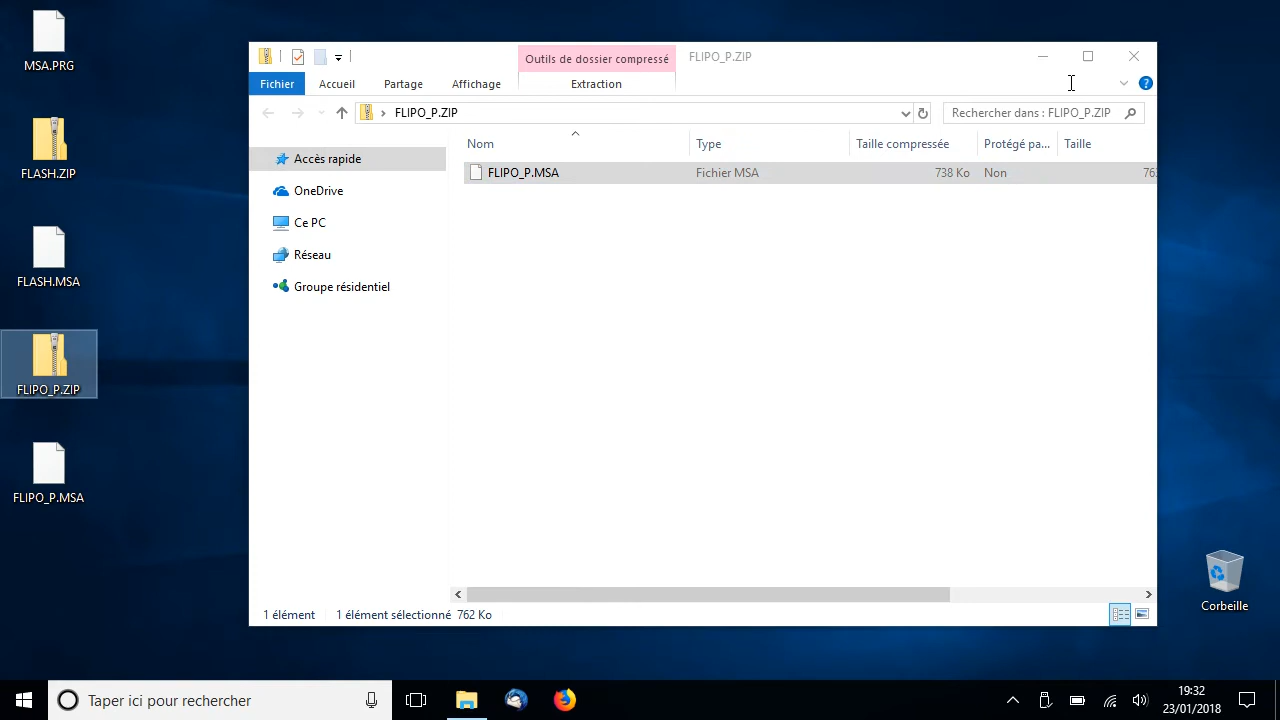 MSA.PRG
FLASH.ZIP
FLASH.MSA
FLIPO_P.ZIP
FLIPO_P.MSA
Outils de dossier compressé
FLIPO_P.ZIP
Fichier
Accueil
Partage
Affichage
Extraction
FLIPO_P.ZIP
Rechercher dans : FLIPO_P.ZIP
Nom
Type
Taille compressée
Protégé pa...
Taille
FLIPO_P.MSA
Fichier MSA
738 Ko
Non
Accès rapide
OneDrive
Ce PC
Réseau
Groupe résidentiel
1 élément
1 élément sélectionné 762 Ko
Corbeille
Taper ici pour rechercher
19:32
23/01/2018